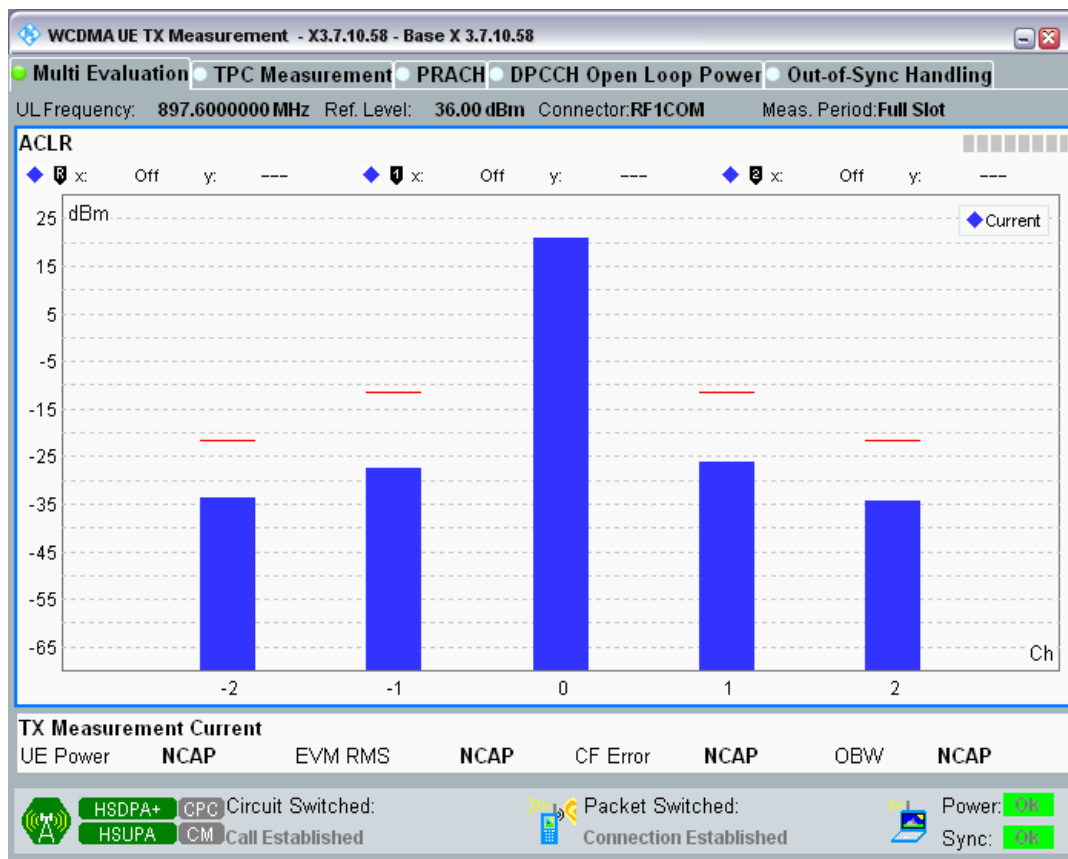 WCDMA UE TX Measurement - X3.7.10.58 - Base X 3.7.10.58
Multi Evaluation TPC Measurement PRACH DPCCH Open Loop Power Out-of-Sync Handling
UL Frequency: 897.6000000 MHz Ref. Level: 36.00 dBm Connector:RF1COM Meas. Period:Full Slot
ACLR
R x: Off y: --- 1 x: Off y: --- 2 x: Off y: ---
dBm
Current
25
15
5
-5
-15
-25
-35
-45
-55
-65
Ch
-2 -1 0 1 2
TX Measurement Current
UE Power NCAP EVM RMS NCAP CF Error NCAP OBW NCAP
HSDPA+ CPC Circuit Switched: Packet Switched: Power: OK
HSUPA CM Call Established Connection Established Sync: OK